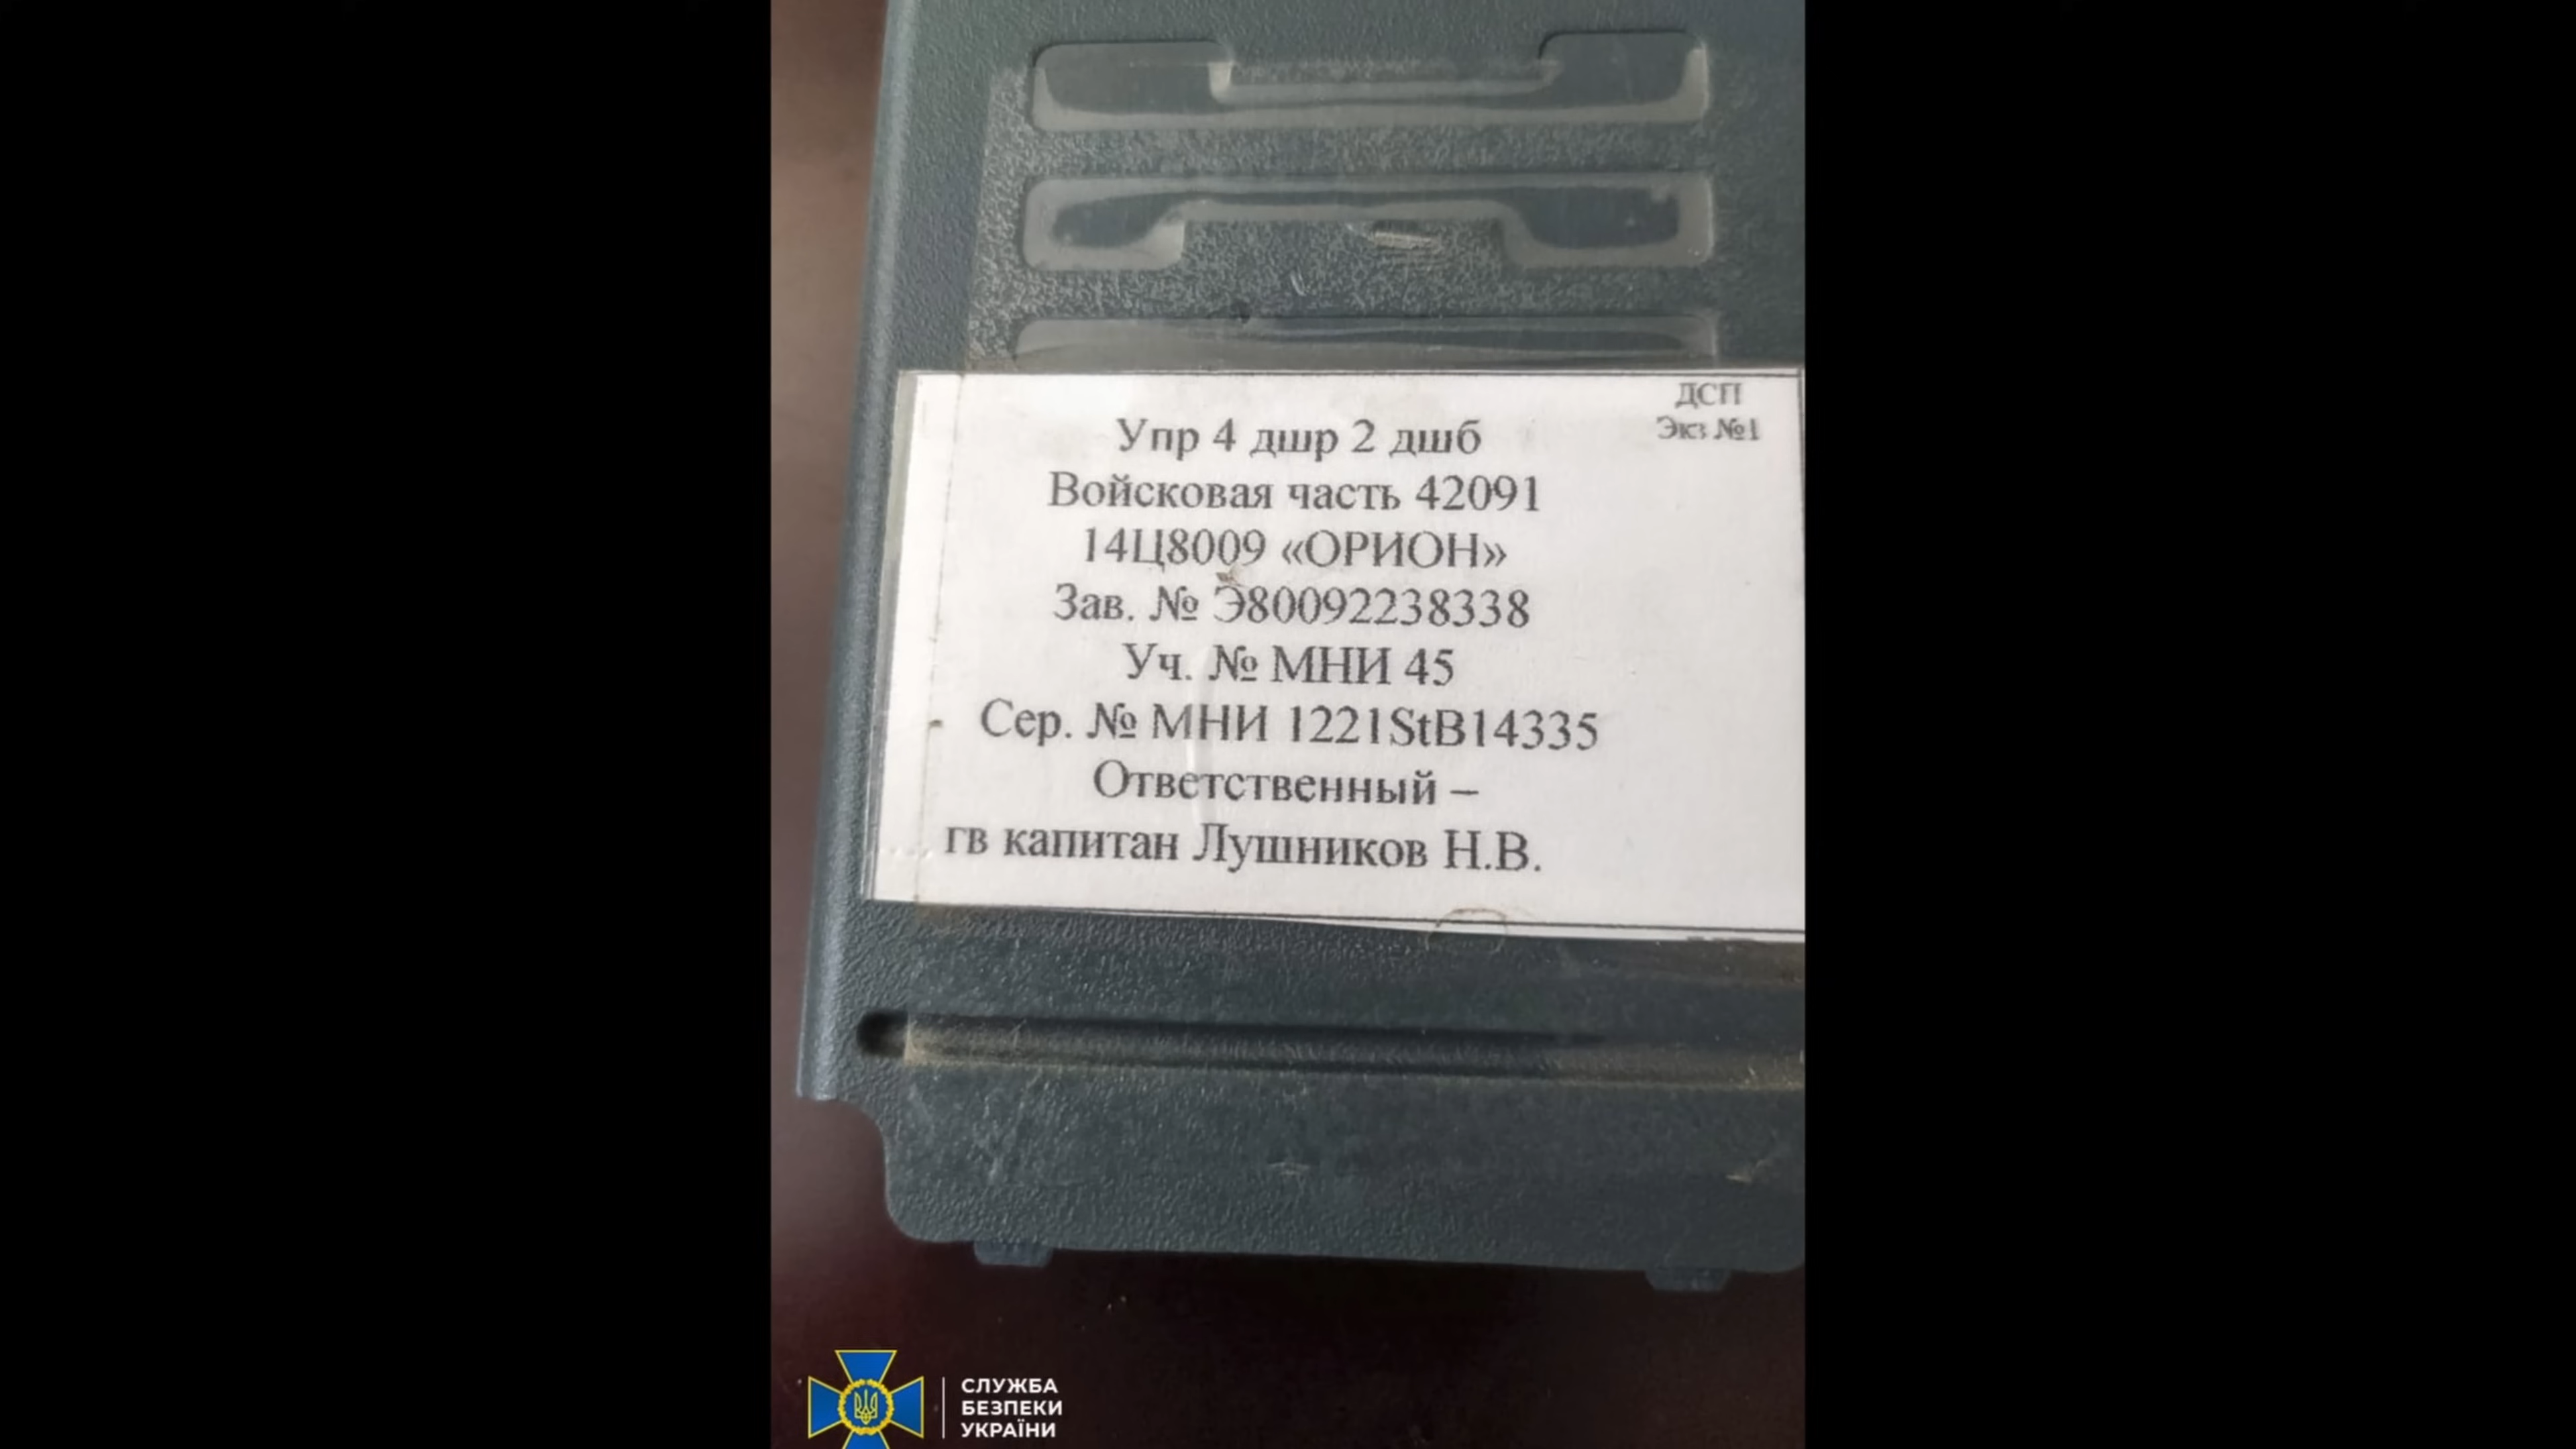 ДСП
Экз №1
Упр 4 дшр 2 дшб
Войсковая часть 42091
14Ц8009 «ОРИОН»
Зав. № Э80092238338
Уч. № МНИ 45
Сер. № МНИ 1221StB14335
Ответственный –
гв капитан Лушников Н.В.
СЛУЖБА
БЕЗПЕКИ
УКРАЇНИ